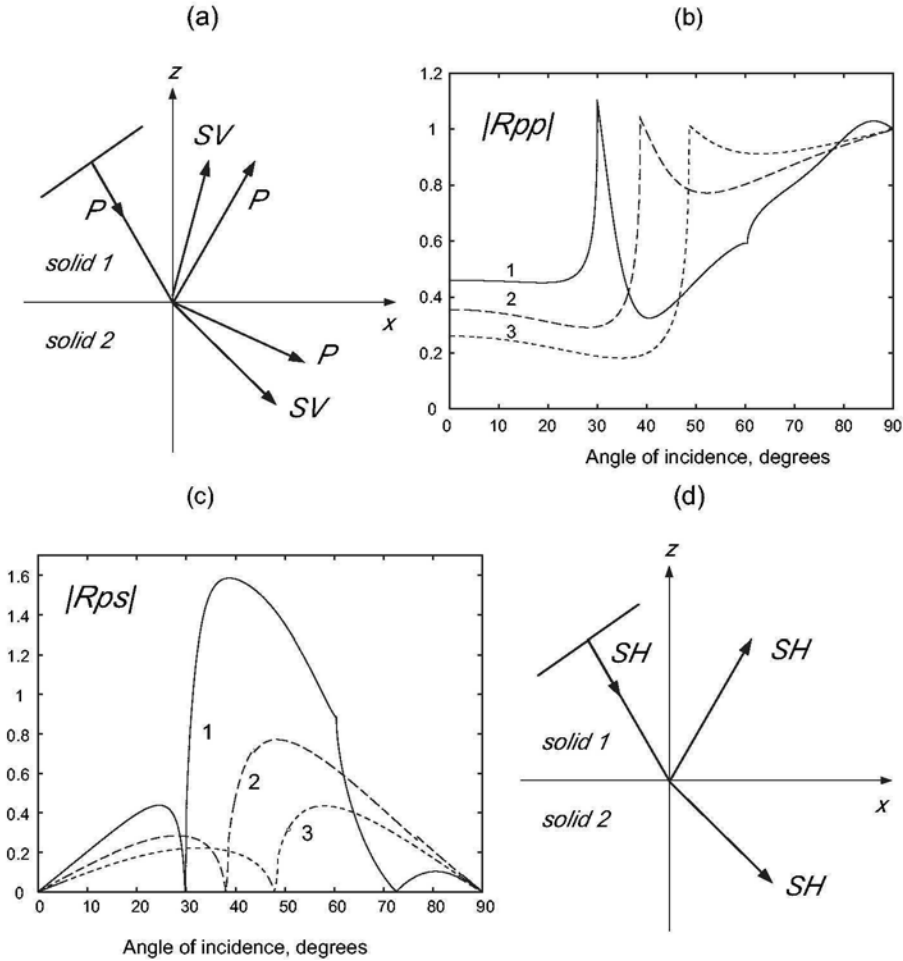 (a)
z
SV
P
P
solid 1
x
solid 2
P
SV
(b)
1.2
1
0.8
0.6
0.4
0.2
0
|Rpp|
1
2
3
0 10 20 30 40 50 60 70 80 90
Angle of incidence, degrees
(c)
1.6
1.4
1.2
1
0.8
0.6
0.4
0.2
0
|Rps|
1
2
3
0 10 20 30 40 50 60 70 80 90
Angle of incidence, degrees
(d)
z
SH
SH
solid 1
x
solid 2
SH